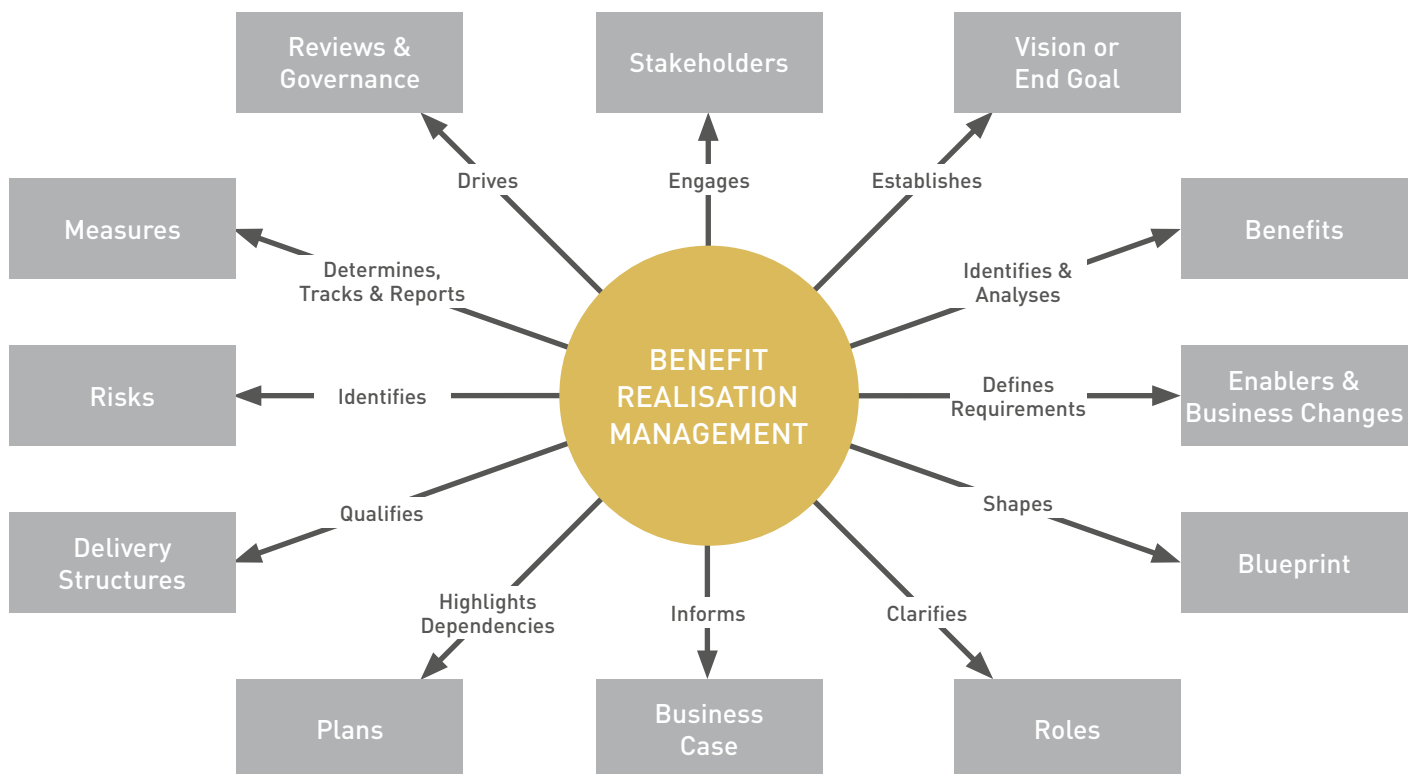 Reviews &
Governance
Stakeholders
Vision or
End Goal
Drives
Engages
Establishes
Measures
Benefits
Determines,
Tracks & Reports
Identifies &
Analyses
BENEFIT
REALISATION
MANAGEMENT
Risks
Identifies
Defines
Requirements
Enablers &
Business Changes
Qualifies
Shapes
Delivery
Structures
Blueprint
Highlights
Dependencies
Informs
Clarifies
Plans
Business
Case
Roles